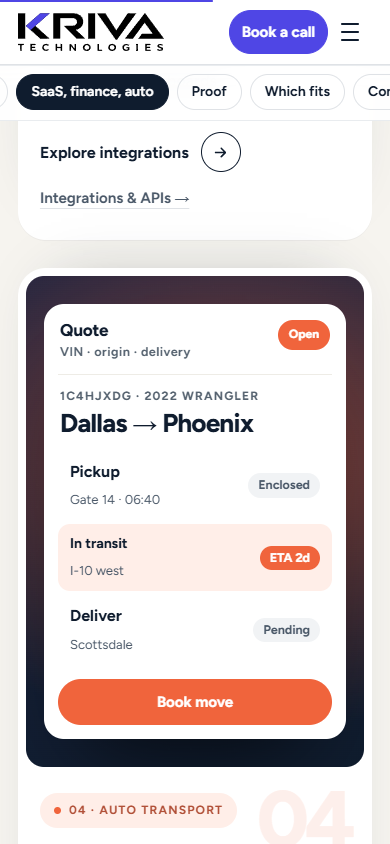 KRIVA
TECHNOLOGIES
Book a call
SaaS, finance, auto
Proof
Which fits
Explore integrations
Integrations & APIs →
Quote
Open
VIN · origin · delivery
1C4HJXDG · 2022 WRANGLER
Dallas → Phoenix
Pickup
Gate 14 · 06:40
Enclosed
In transit
I-10 west
ETA 2d
Deliver
Scottsdale
Pending
Book move
04 · AUTO TRANSPORT
04